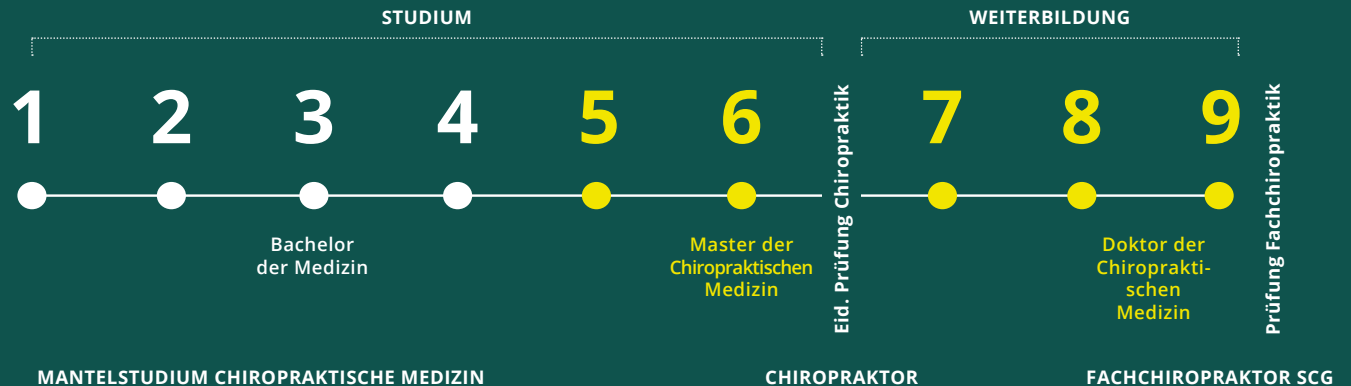 STUDIUM
WEITERBILDUNG
1 2 3 4 5 6 7 8 9
Eid. Prüfung Chiropraktik
Prüfung Fachchiropraktik
Bachelor
der Medizin
Master der
Chiropraktischen
Medizin
Doktor der
Chiroprakti-
schen
Medizin
MANTELSTUDIUM CHIROPRAKTISCHE MEDIZIN
CHIROPRAKTOR
FACHCHIROPRAKTOR SCG